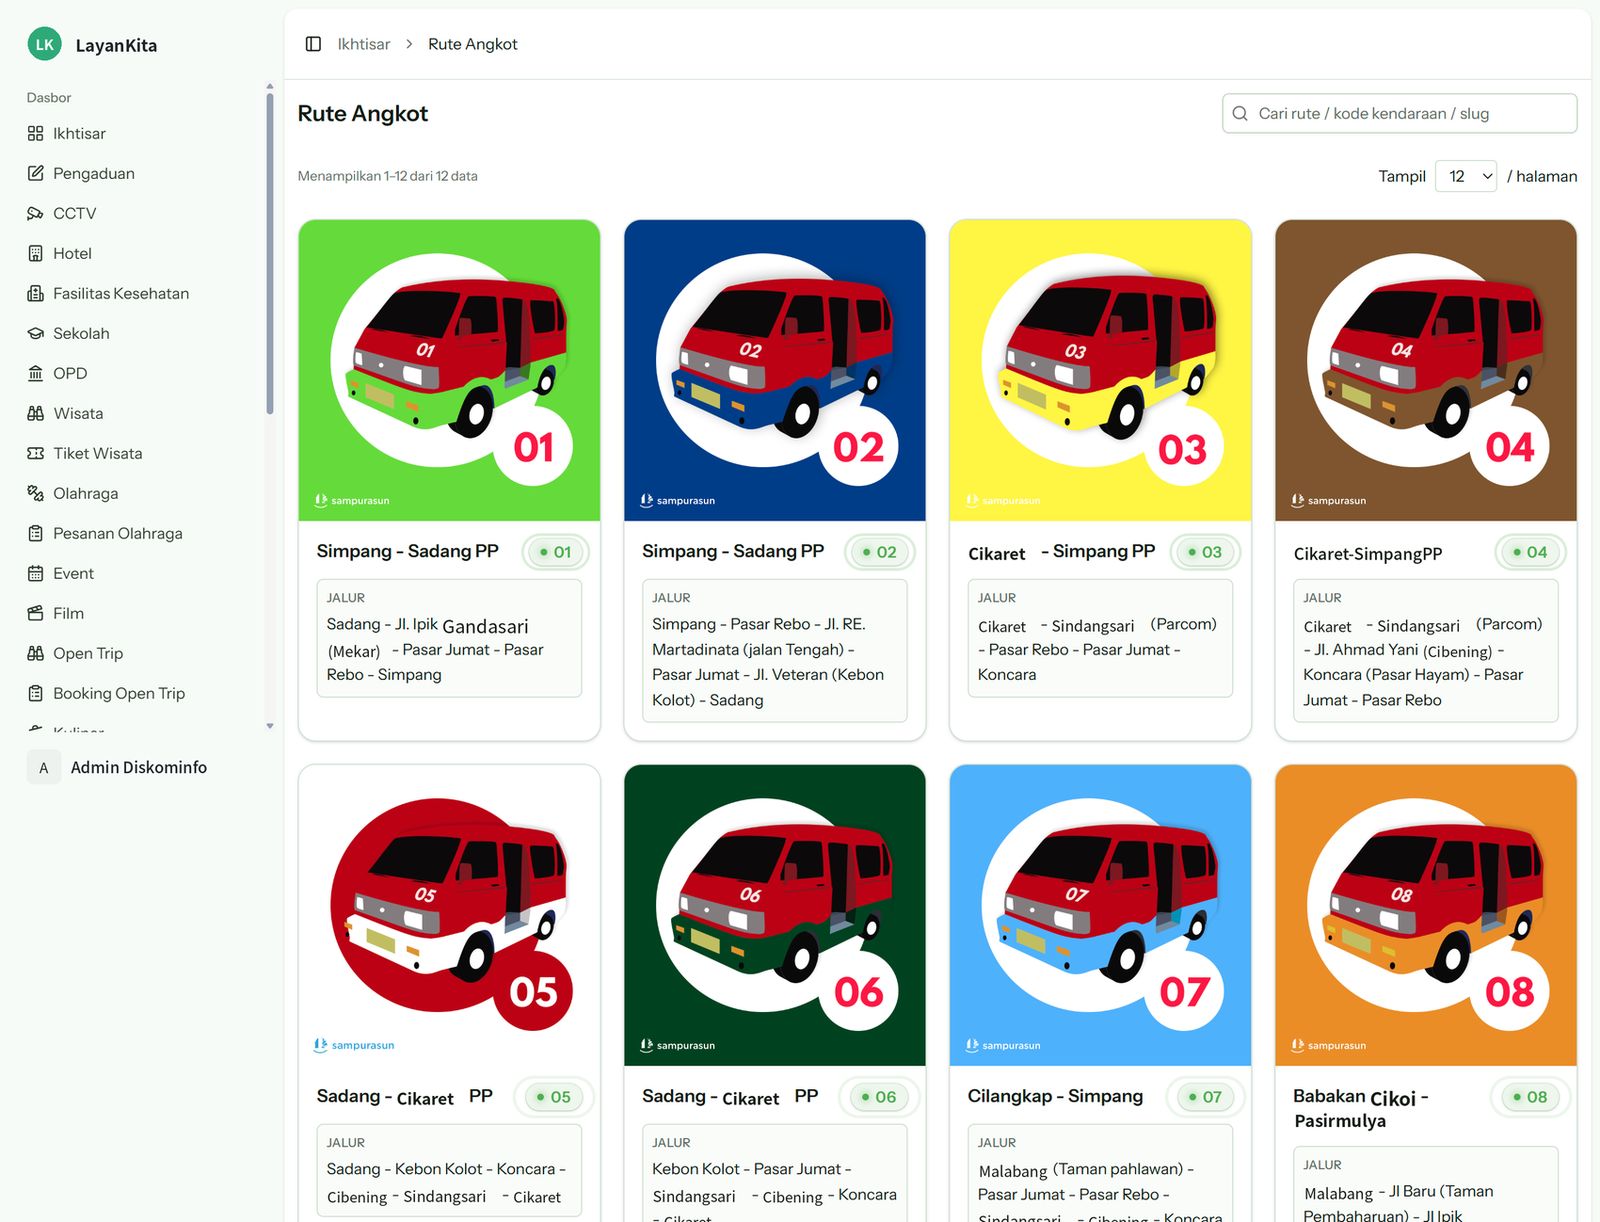 LK LayanKita
Dasbor
Ikhtisar
Pengaduan
CCTV
Hotel
Fasilitas Kesehatan
Sekolah
OPD
Wisata
Tiket Wisata
Olahraga
Pesanan Olahraga
Event
Film
Open Trip
Booking Open Trip
Kuliner
A Admin Diskominfo
Ikhtisar > Rute Angkot
Rute Angkot
Cari rute / kode kendaraan / slug
Menampilkan 1–12 dari 12 data
Tampil 12 / halaman
01
01
sampurasun
Simpang - Sadang PP
01
JALUR
Sadang - Jl. Ipik Gandasari
(Mekar) - Pasar Jumat - Pasar
Rebo - Simpang
02
02
sampurasun
Simpang - Sadang PP
02
JALUR
Simpang - Pasar Rebo - Jl. RE.
Martadinata (jalan Tengah) -
Pasar Jumat - Jl. Veteran (Kebon
Kolot) - Sadang
03
03
sampurasun
Cikaret - Simpang PP
03
JALUR
Cikaret - Sindangsari (Parcom)
- Pasar Rebo - Pasar Jumat -
Koncara
04
04
sampurasun
Cikaret-SimpangPP
04
JALUR
Cikaret - Sindangsari (Parcom)
- Jl. Ahmad Yani (Cibening) -
Koncara (Pasar Hayam) - Pasar
Jumat - Pasar Rebo
05
05
sampurasun
Sadang - Cikaret PP
05
JALUR
Sadang - Kebon Kolot - Koncara -
Cibening - Sindangsari - Cikaret
06
06
sampurasun
Sadang - Cikaret PP
06
JALUR
Kebon Kolot - Pasar Jumat -
Sindangsari - Cibening - Koncara
- Cikaret
07
07
sampurasun
Cilangkap - Simpang
07
JALUR
Malabang (Taman pahlawan) -
Pasar Jumat - Pasar Rebo -
Sindangsari - Cibening - Koncara
08
08
sampurasun
Babakan Cikoi -
Pasirmulya
08
JALUR
Malabang - Jl Baru (Taman
Pembaharuan) - Jl Ipik